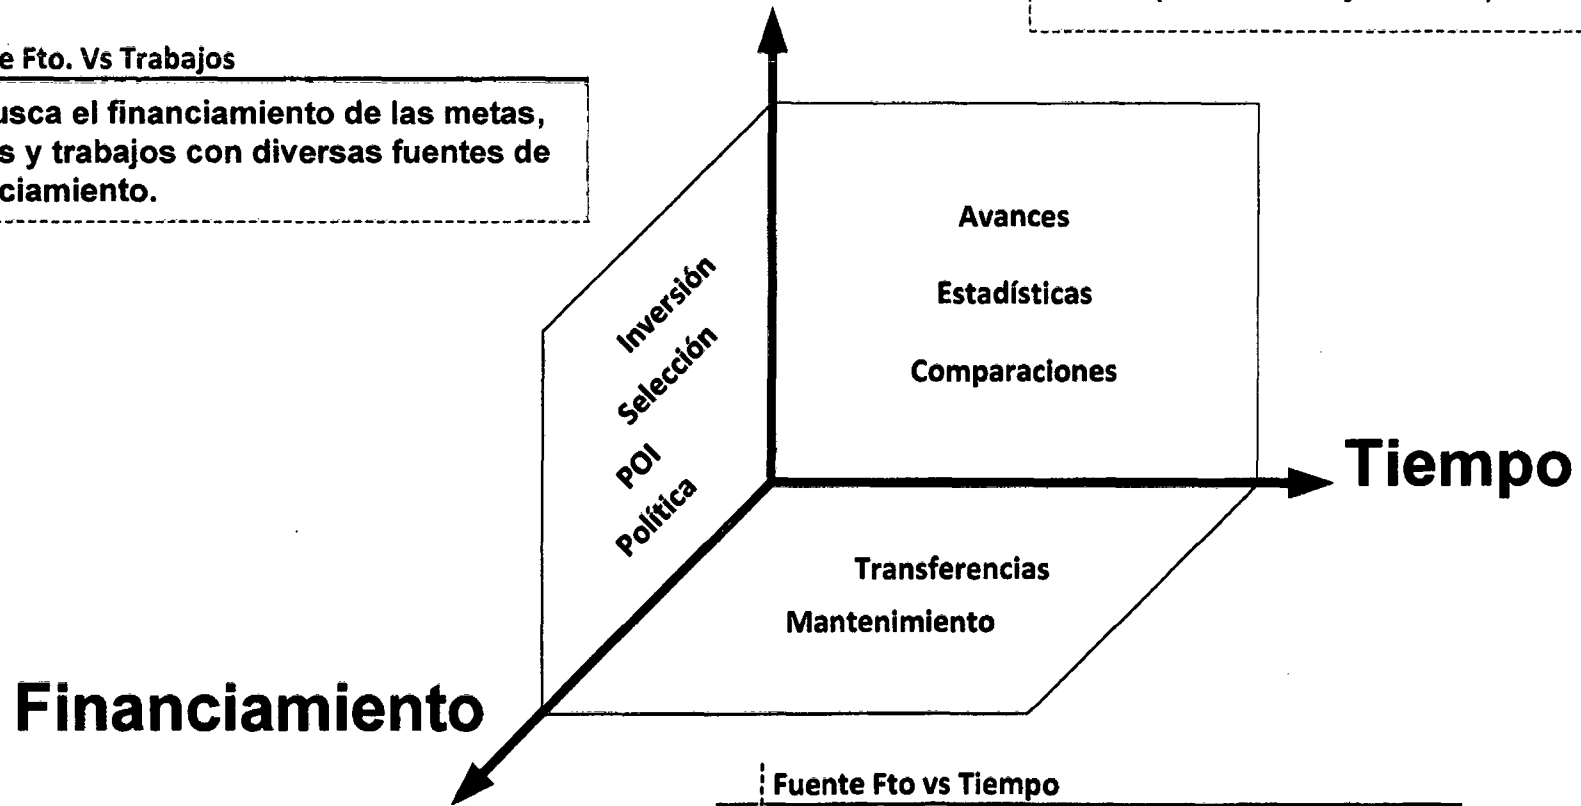 e Fto. Vs Trabajos
usca el financiamiento de las metas,
s y trabajos con diversas fuentes de
ciamiento.
Avances
Estadísticas
Comparaciones
Inversión
Selección
POI
Política
Tiempo
Transferencias
Mantenimiento
Financiamiento
Fuente Fto vs Tiempo